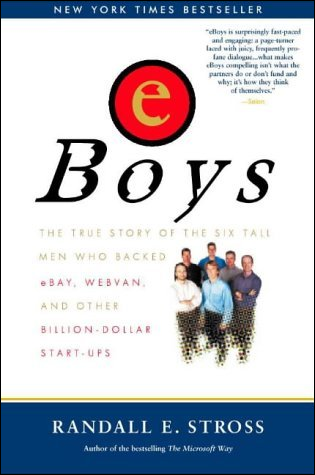 NEW YORK TIMES BESTSELLER
"eBoys is surprisingly fast-paced
and engaging: a page-turner
laced with juicy, frequently pro-
fane dialogue...what makes
eBoys compelling isn't what the
partners do or don't fund and
why; it's how they think
of themselves."
—Salon
e
Boys
THE TRUE STORY OF THE SIX TALL
MEN WHO BACKED
eBAY, WEBVAN,
AND OTHER
BILLION-DOLLAR
START-UPS
RANDALL E. STROSS
Author of the bestselling The Microsoft Way